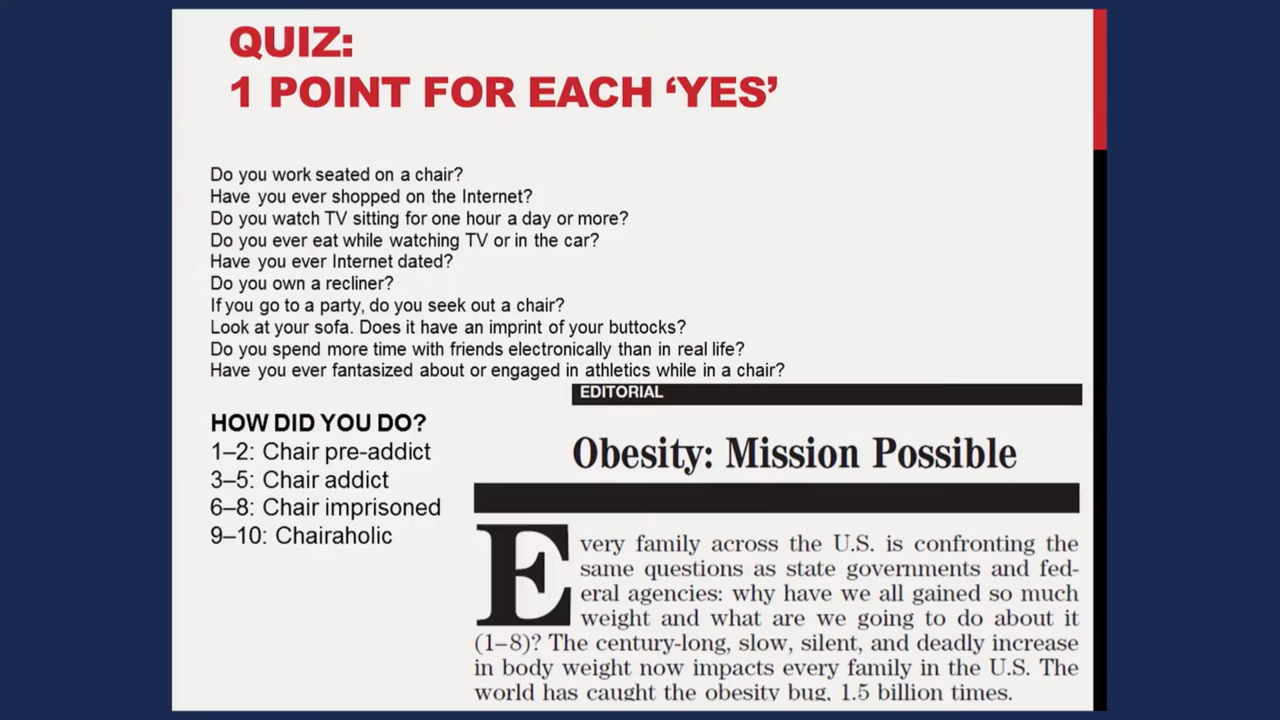 QUIZ:
1 POINT FOR EACH ‘YES’
Do you work seated on a chair?
Have you ever shopped on the Internet?
Do you watch TV sitting for one hour a day or more?
Do you ever eat while watching TV or in the car?
Have you ever Internet dated?
Do you own a recliner?
If you go to a party, do you seek out a chair?
Look at your sofa. Does it have an imprint of your buttocks?
Do you spend more time with friends electronically than in real life?
Have you ever fantasized about or engaged in athletics while in a chair?
HOW DID YOU DO?
1–2: Chair pre-addict
3–5: Chair addict
6–8: Chair imprisoned
9–10: Chairaholic
EDITORIAL
Obesity: Mission Possible
Every family across the U.S. is confronting the
same questions as state governments and fed-
eral agencies: why have we all gained so much
weight and what are we going to do about it
(1–8)? The century-long, slow, silent, and deadly increase
in body weight now impacts every family in the U.S. The
world has caught the obesity bug, 1.5 billion times.